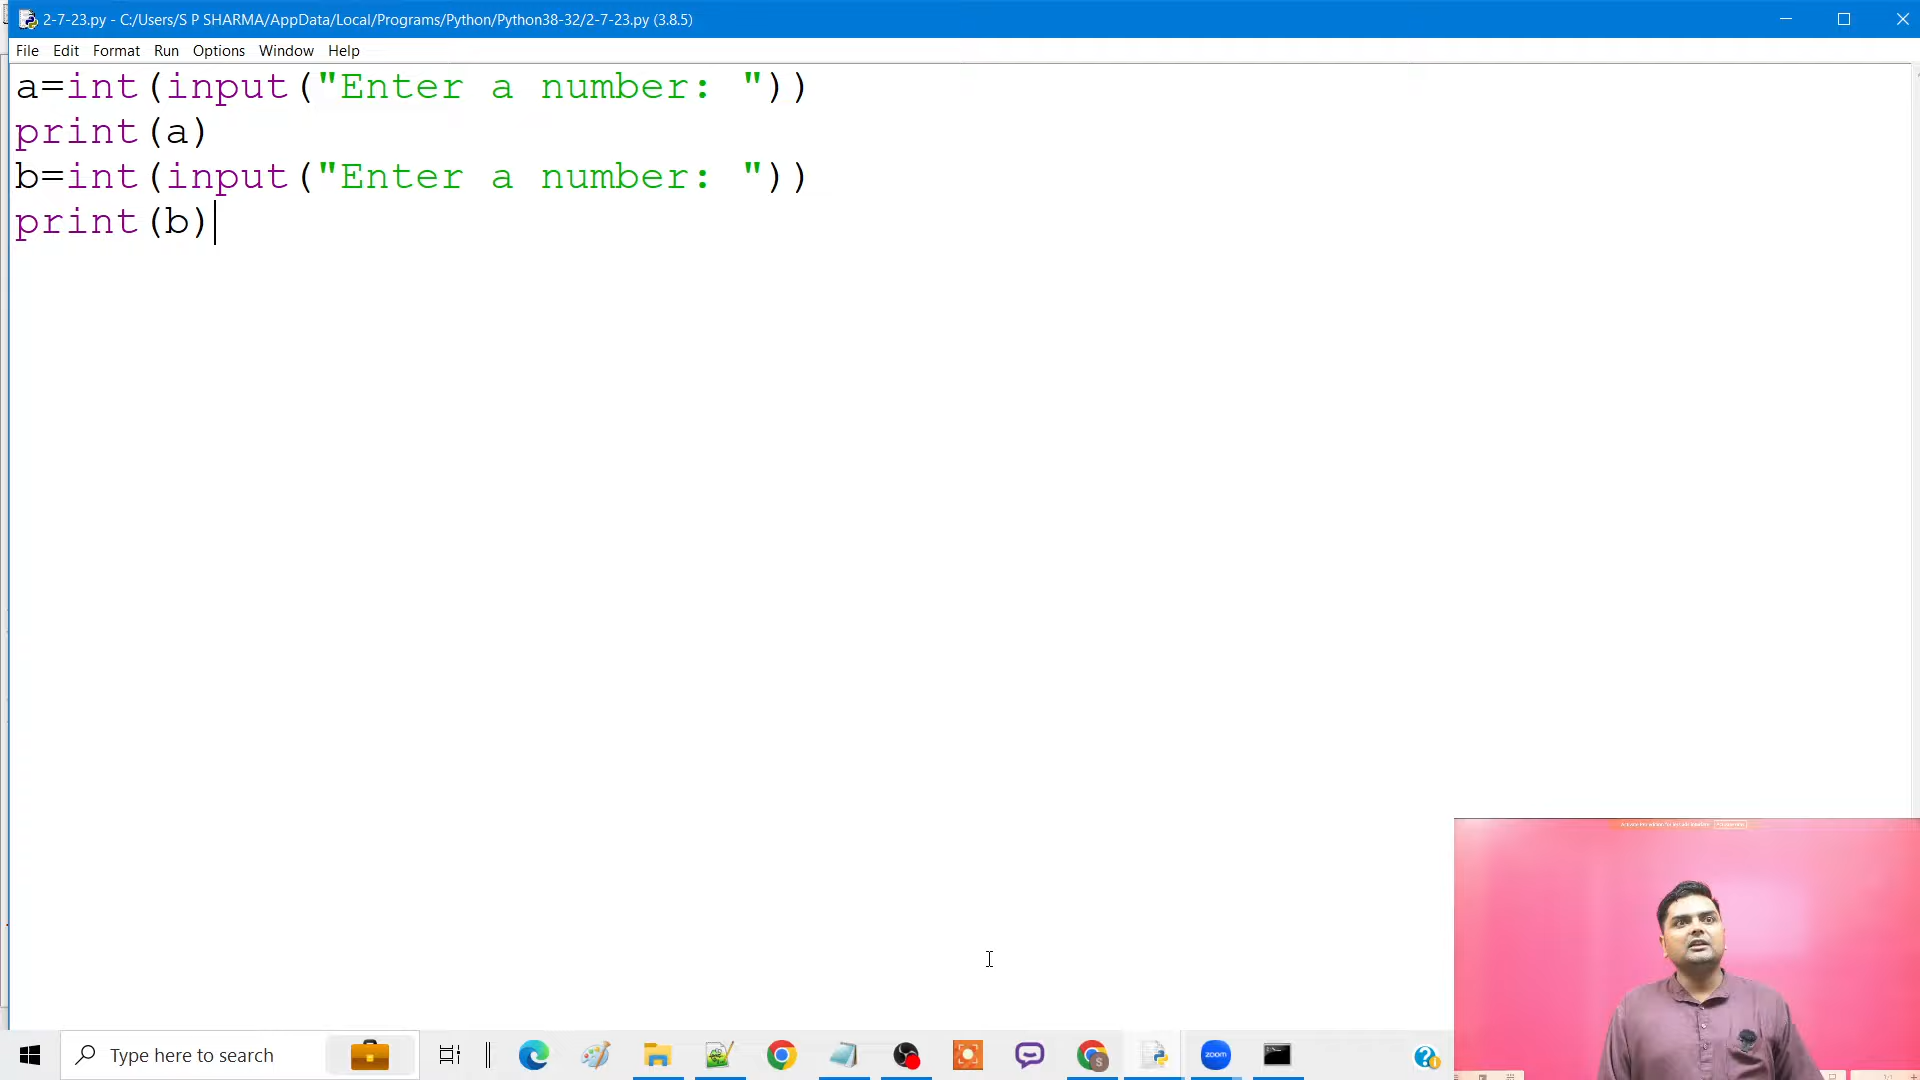 2-7-23.py - C:/Users/S P SHARMA/AppData/Local/Programs/Python/Python38-32/2-7-23.py (3.8.5)
File Edit Format Run Options Window Help
a=int(input("Enter a number: "))
print(a)
b=int(input("Enter a number: "))
print(b)
Type here to search
zoom
S